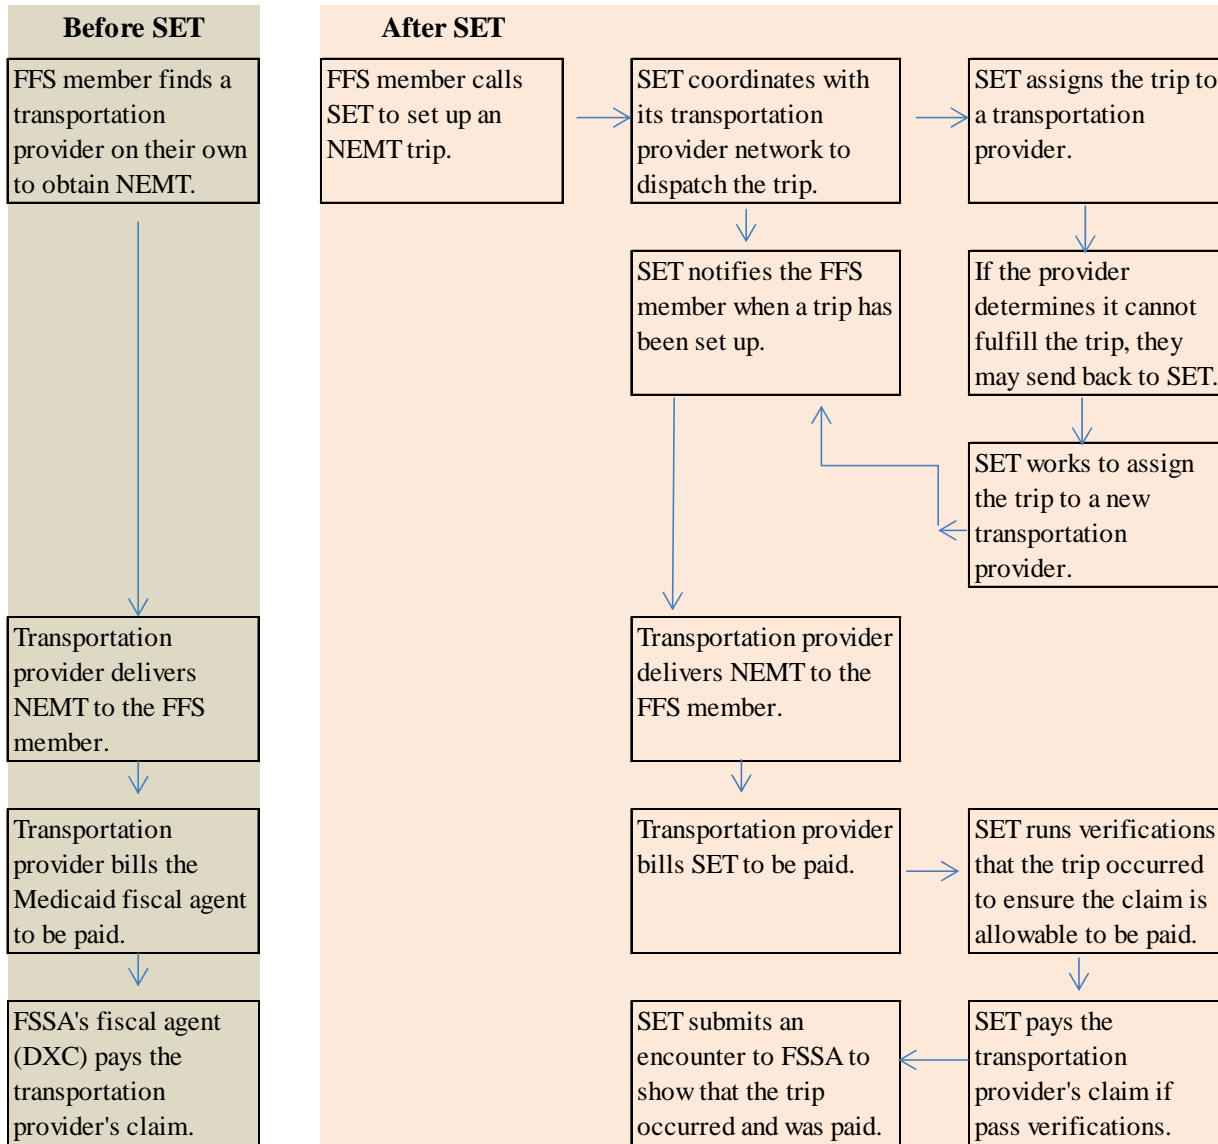 Before SET
FFS member finds a
transportation
provider on their own
to obtain NEMT.
Transportation
provider delivers
NEMT to the FFS
member.
Transportation
provider bills the
Medicaid fiscal agent
to be paid.
FSSA's fiscal agent
(DXC) pays the
transportation
provider's claim.
After SET
FFS member calls
SET to set up an
NEMT trip.
SET coordinates with
its transportation
provider network to
dispatch the trip.
SET assigns the trip to
a transportation
provider.
SET notifies the FFS
member when a trip has
been set up.
If the provider
determines it cannot
fulfill the trip, they
may send back to SET.
SET works to assign
the trip to a new
transportation
provider.
Transportation provider
delivers NEMT to the
FFS member.
Transportation provider
bills SET to be paid.
SET runs verifications
that the trip occurred
to ensure the claim is
allowable to be paid.
SET pays the
transportation
provider's claim if
pass verifications.
SET submits an
encounter to FSSA to
show that the trip
occurred and was paid.